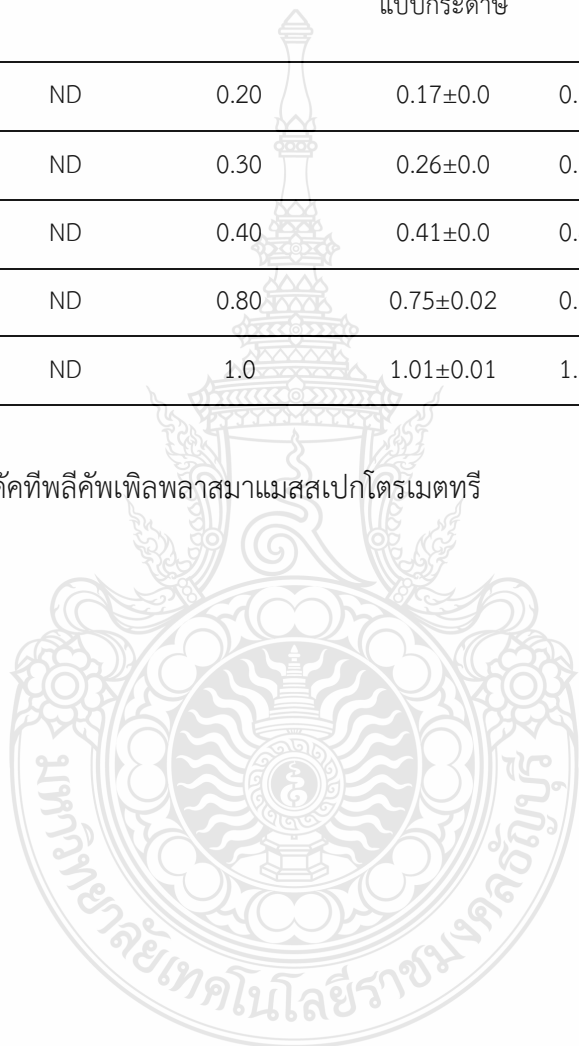 แบบกระดาษ
ND 0.20 0.17±0.0 0.
ND 0.30 0.26±0.0 0.
ND 0.40 0.41±0.0 0.
ND 0.80 0.75±0.02 0.
ND 1.0 1.01±0.01 1.
คัคทีพลีคัพเพิลพลาสมาแมสสเปกโตรเมตทรี
มหาวิทยาลัยเทคโนโลยีราชมงคลธัญบุรี